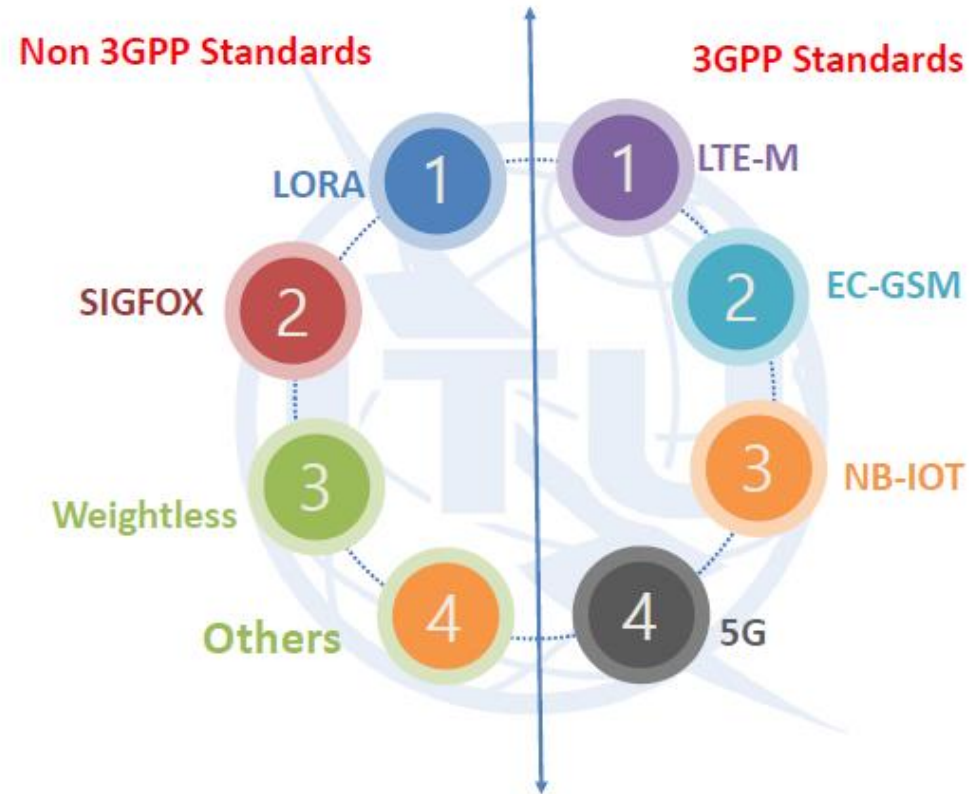 Non 3GPP Standards
3GPP Standards
LORA
1
1
LTE-M
SIGFOX
2
2
EC-GSM
Weightless
3
3
NB-IOT
Others
4
4
5G
ITU